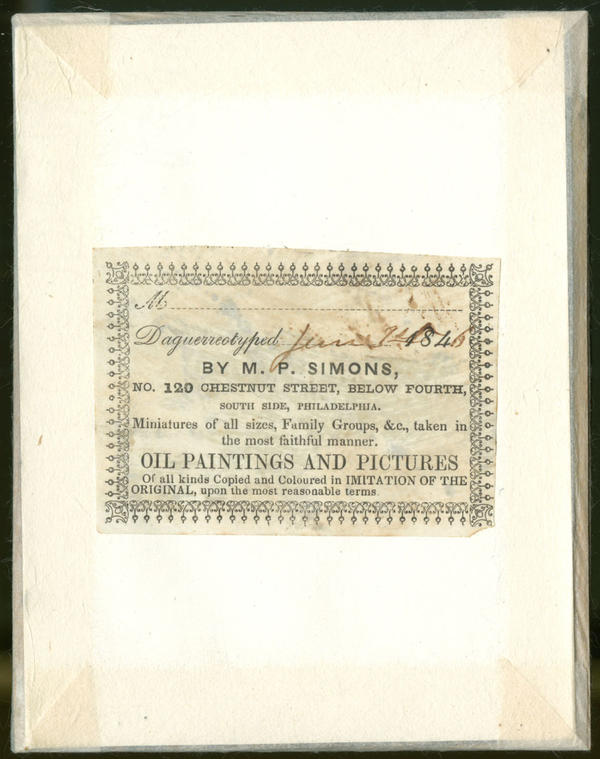 M
Daguerreotyped June 184
BY M. P. SIMONS,
NO. 120 CHESTNUT STREET, BELOW FOURTH,
SOUTH SIDE, PHILADELPHIA.
Miniatures of all sizes, Family Groups, &c., taken in
the most faithful manner.
OIL PAINTINGS AND PICTURES
Of all kinds Copied and Coloured in IMITATION OF THE
ORIGINAL, upon the most reasonable terms